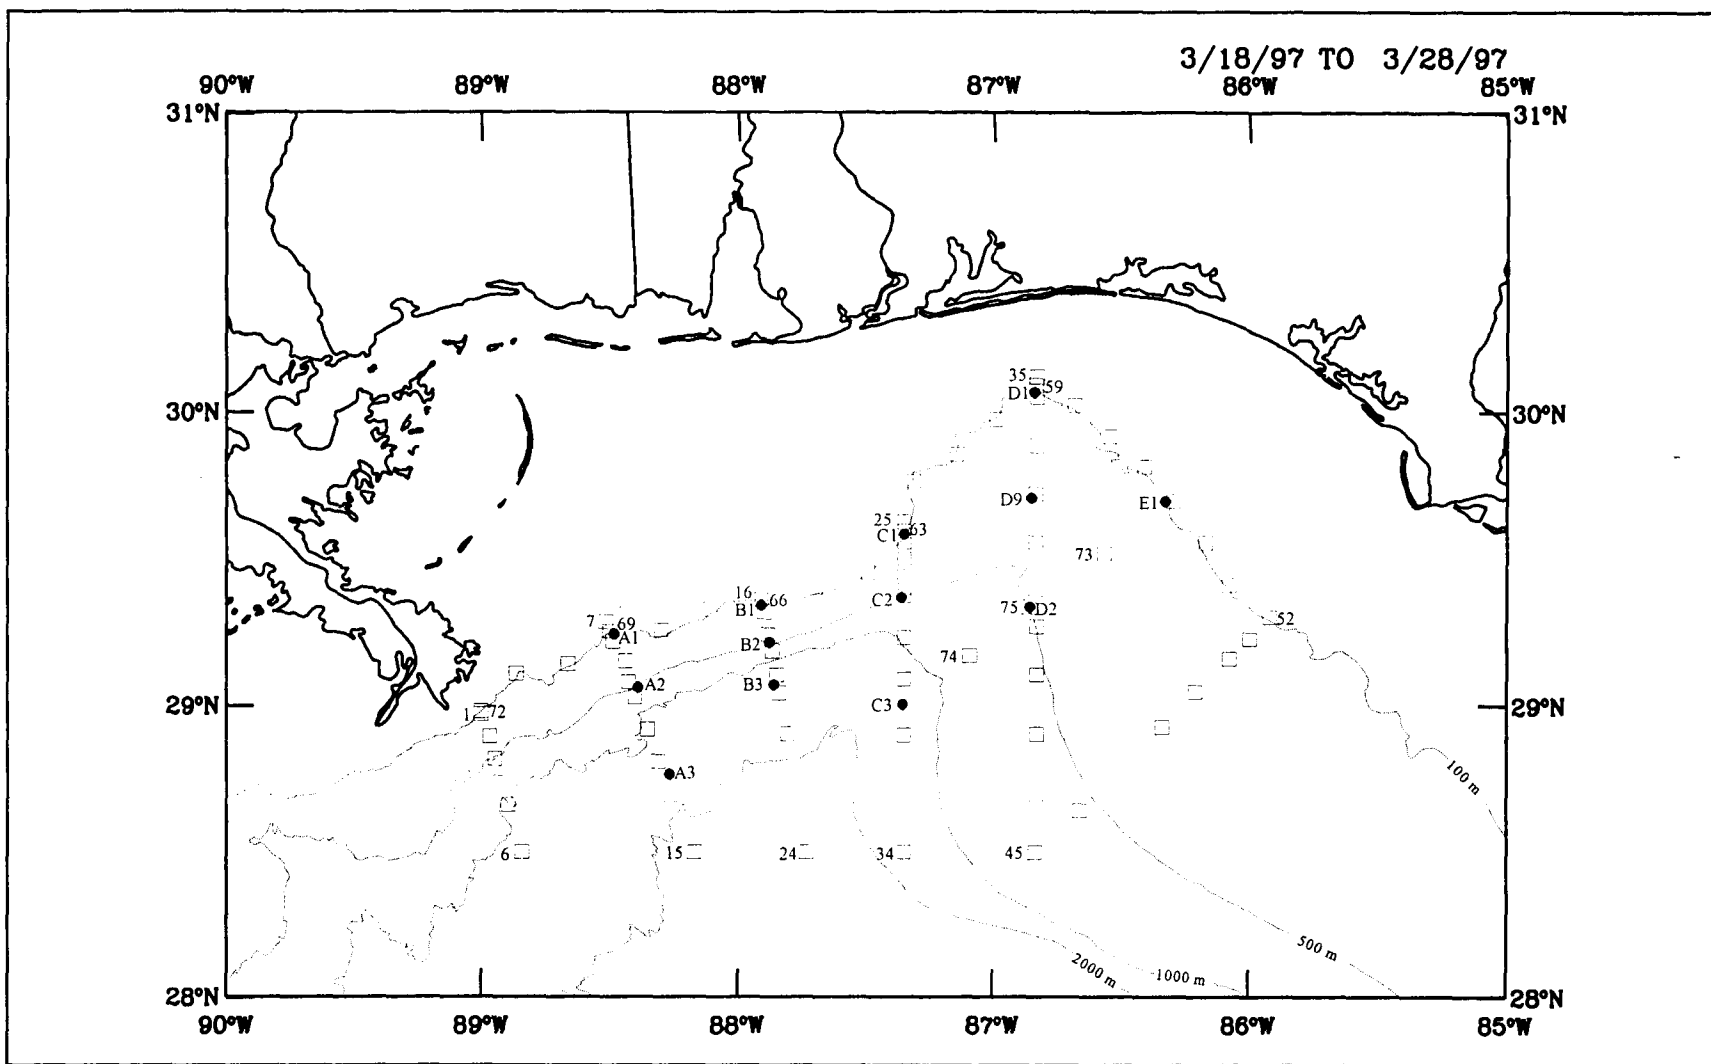 3/18/97 TO 3/28/97
90°W 89°W 88°W 87°W 86°W 85°W
31°N 31°N
35
D1 59
30°N 30°N
D9 E1
25
C1 63
73
16
B1 66
C2
75 D2
7 69
A1
52
B2
74
A2 B3
1 72
C3
29°N 29°N
A3
100 m
6 15 24 34 45
500 m
2000 m 1000 m
28°N 28°N
90°W 89°W 88°W 87°W 86°W 85°W